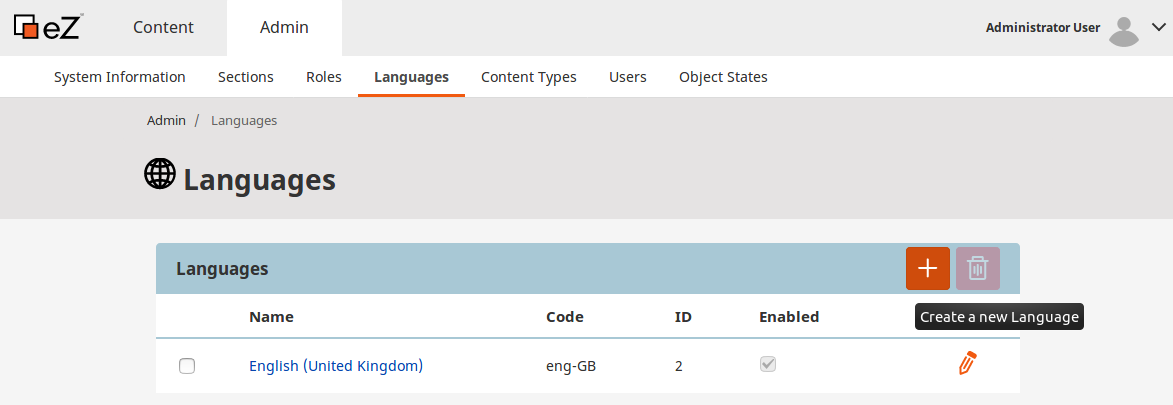 eZ Content Admin Administrator User
System Information Sections Roles Languages Content Types Users Object States
Admin / Languages
Languages
Languages
Create a new Language
Name Code ID Enabled
English (United Kingdom) eng-GB 2